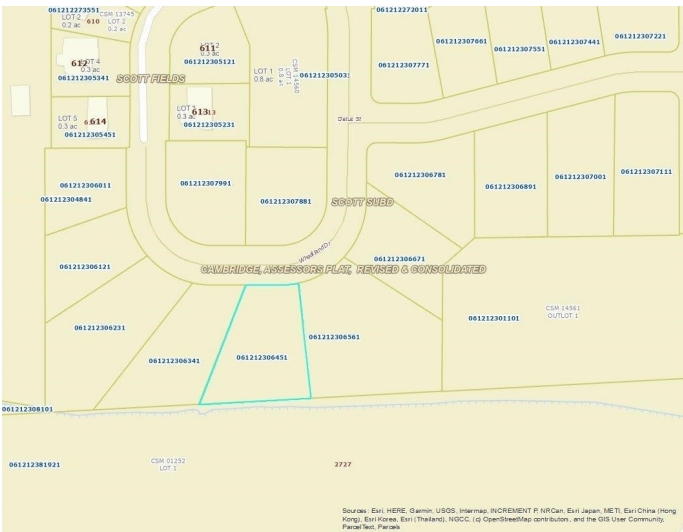 061212273551
LOT 2
0.2 ac
610
CSM 13745
LOT 2
0.2 ac
061212272011
611
0.3 ac
061212305121
LOT 1
0.8 ac
CSM 14560
LOT 1
0.8 ac
061212307661
061212307551
061212307441
061212307221
061212307771
612
LOT 4
0.3 ac
061212305341
SCOTT FIELDS
LOT 5
0.3 ac
614
061212305451
0.3 ac
613
061212305231
061212306011
061212304841
061212307991
061212307881
SCOTT SUBD
061212306781
061212306891
061212307001
061212307111
061212306121
CAMBRIDGE, ASSESSORS PLAT, REVISED & CONSOLIDATED
061212306671
061212306231
061212306341
061212306451
061212306561
061212301101
CSM 14561
OUTLOT 1
061212308101
061212381921
CSM 01252
LOT 1
2727
Sources: Esri, HERE, Garmin, USGS, Intermap, INCREMENT P, NRCan, Esri Japan, METI, Esri China (Hong
Kong), Esri Korea, Esri (Thailand), NGCC, (c) OpenStreetMap contributors, and the GIS User Community,
ParcelText, Parcels